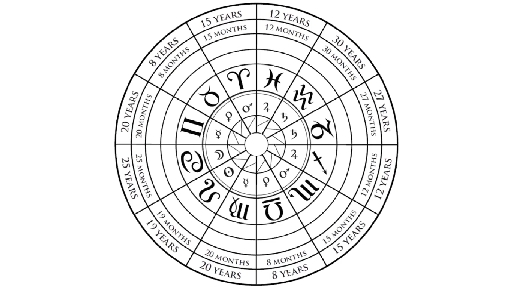 12 YEARS
12 MONTHS
30 YEARS
30 MONTHS
27 YEARS
27 MONTHS
12 YEARS
12 MONTHS
15 YEARS
15 MONTHS
8 YEARS
8 MONTHS
20 YEARS
20 MONTHS
19 YEARS
19 MONTHS
25 YEARS
25 MONTHS
20 YEARS
20 MONTHS
8 YEARS
8 MONTHS
15 YEARS
15 MONTHS